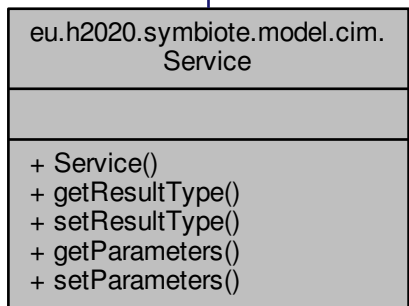 eu.h2020.symbiote.model.cim.
Service
+ Service()
+ getResultType()
+ setResultType()
+ getParameters()
+ setParameters()